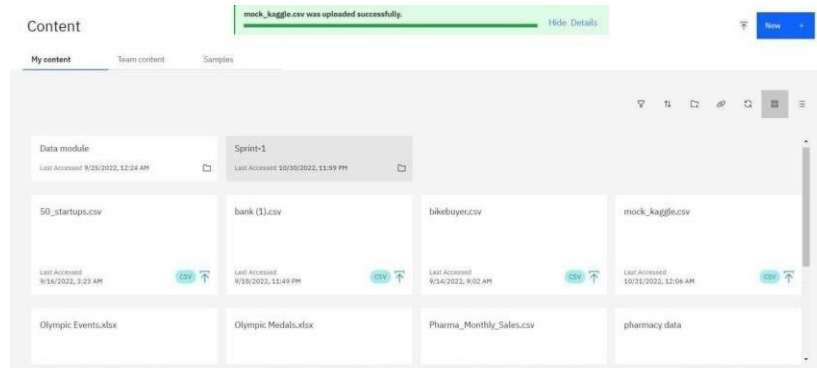 mock_kaggle.csv was uploaded successfully.
Hide Details
Content
New +
My content Team content Samples
Data module
Last Accessed 9/25/2022, 12:24 AM
Sprint-1
Last Accessed 10/30/2022, 11:59 PM
50_startups.csv
Last Accessed
9/16/2022, 3:23 AM
CSV
bank (1).csv
Last Accessed
9/18/2022, 11:49 PM
CSV
bikebuyer.csv
Last Accessed
9/14/2022, 9:02 AM
CSV
mock_kaggle.csv
Last Accessed
10/31/2022, 12:06 AM
CSV
Olympic Events.xlsx
Olympic Medals.xlsx
Pharma_Monthly_Sales.csv
pharmacy data